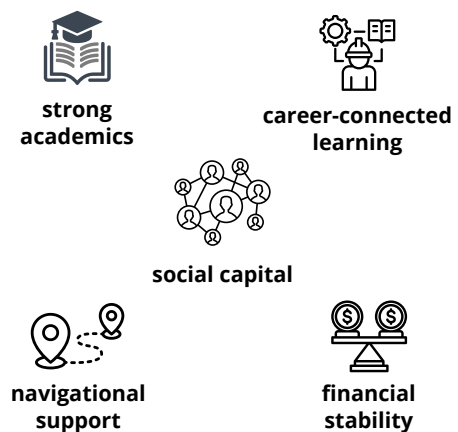 strong
academics
career-connected
learning
social capital
navigational
support
$ $
financial
stability